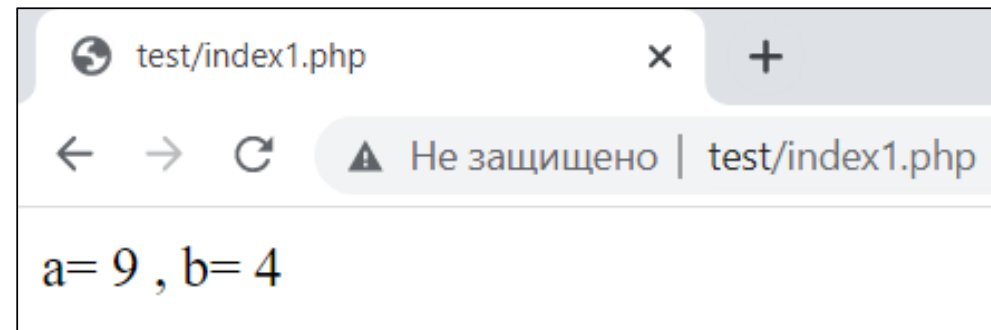 test/index1.php
Не защищено | test/index1.php
a= 9 , b= 4